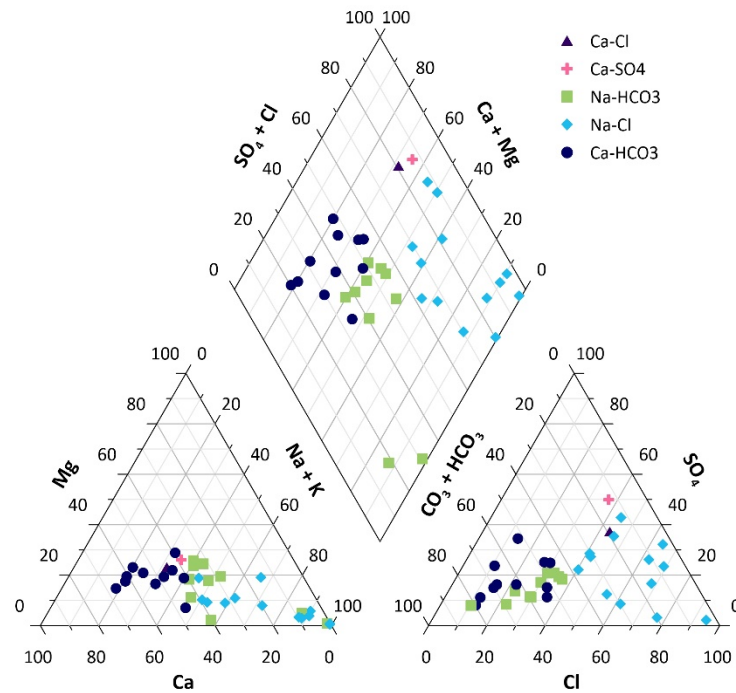 100 100
80 80
60 60
40 40
20 20
0 0
SO₄ + Cl
Ca + Mg
Ca-Cl
Ca-SO4
Na-HCO3
Na-Cl
Ca-HCO3
100 0
80 20
60 40
40 60
20 80
0 100
Mg
Na + K
100 80 60 40 20 0
Ca
0 100
20 80
40 60
60 40
80 20
100 0
CO₃ + HCO₃
SO₄
0 20 40 60 80 100
Cl